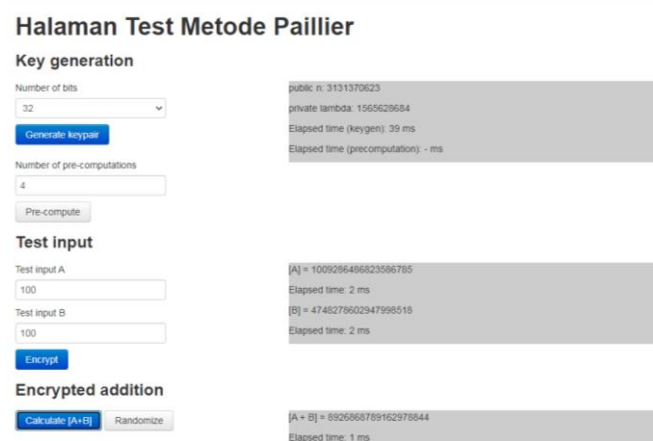 Halaman Test Metode Paillier
Key generation
Number of bits
32
Generate keypair
Number of pre-computations
4
Pre-compute
public n: 3131370623
private lambda: 1565628684
Elapsed time (keygen): 39 ms
Elapsed time (precomputation): - ms
Test input
Test input A
100
Test input B
100
Encrypt
[A] = 1009286486823586785
Elapsed time: 2 ms
[B] = 4748278602947998518
Elapsed time: 2 ms
Encrypted addition
Calculate [A+B]
Randomize
[A + B] = 8926868789162978844
Elapsed time: 1 ms